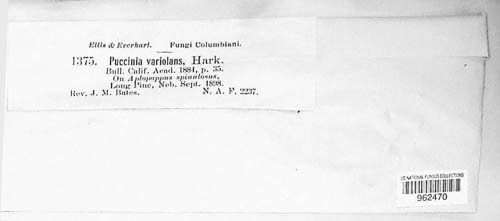 Ellis & Everhart. Fungi Columbiani.
1375. Puccinia variolans, Hark.
Bull. Calif. Acad. 1884, p. 35.
On Aplopappus spinulosus,
Long Pine, Neb. Sept. 1898.
Rev. J. M. Bates. N. A. F. 2237.
US NATIONAL FUNGUS COLLECTIONS
962470